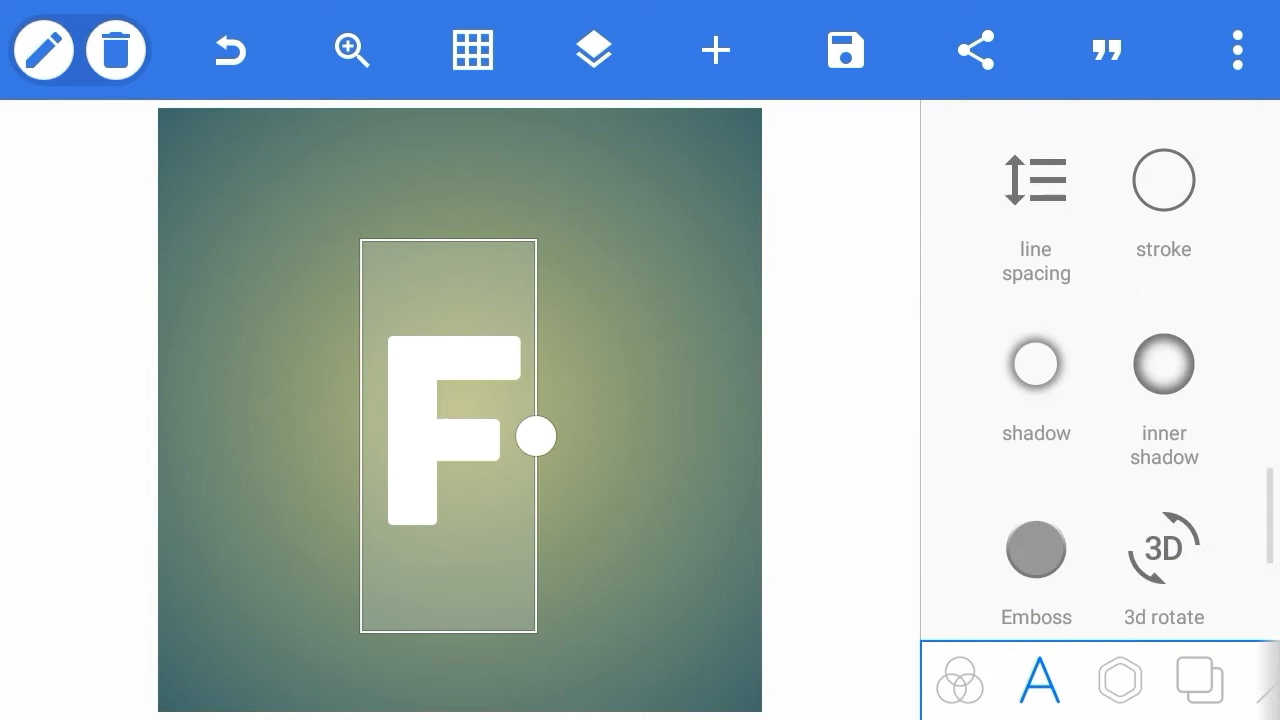 F
line
spacing
stroke
shadow
inner
shadow
Emboss
3D
3d rotate
A